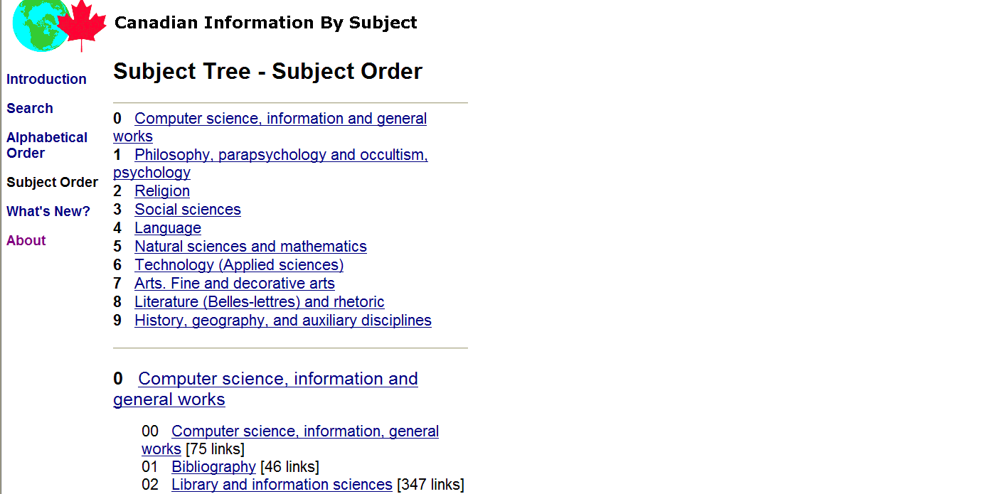 Canadian Information By Subject
Introduction
Search
Alphabetical
Order
Subject Order
What's New?
About
Subject Tree - Subject Order
0 Computer science, information and general
works
1 Philosophy, parapsychology and occultism,
psychology
2 Religion
3 Social sciences
4 Language
5 Natural sciences and mathematics
6 Technology (Applied sciences)
7 Arts. Fine and decorative arts
8 Literature (Belles-lettres) and rhetoric
9 History, geography, and auxiliary disciplines
0 Computer science, information and
general works
00 Computer science, information, general
works [75 links]
01 Bibliography [46 links]
02 Library and information sciences [347 links]